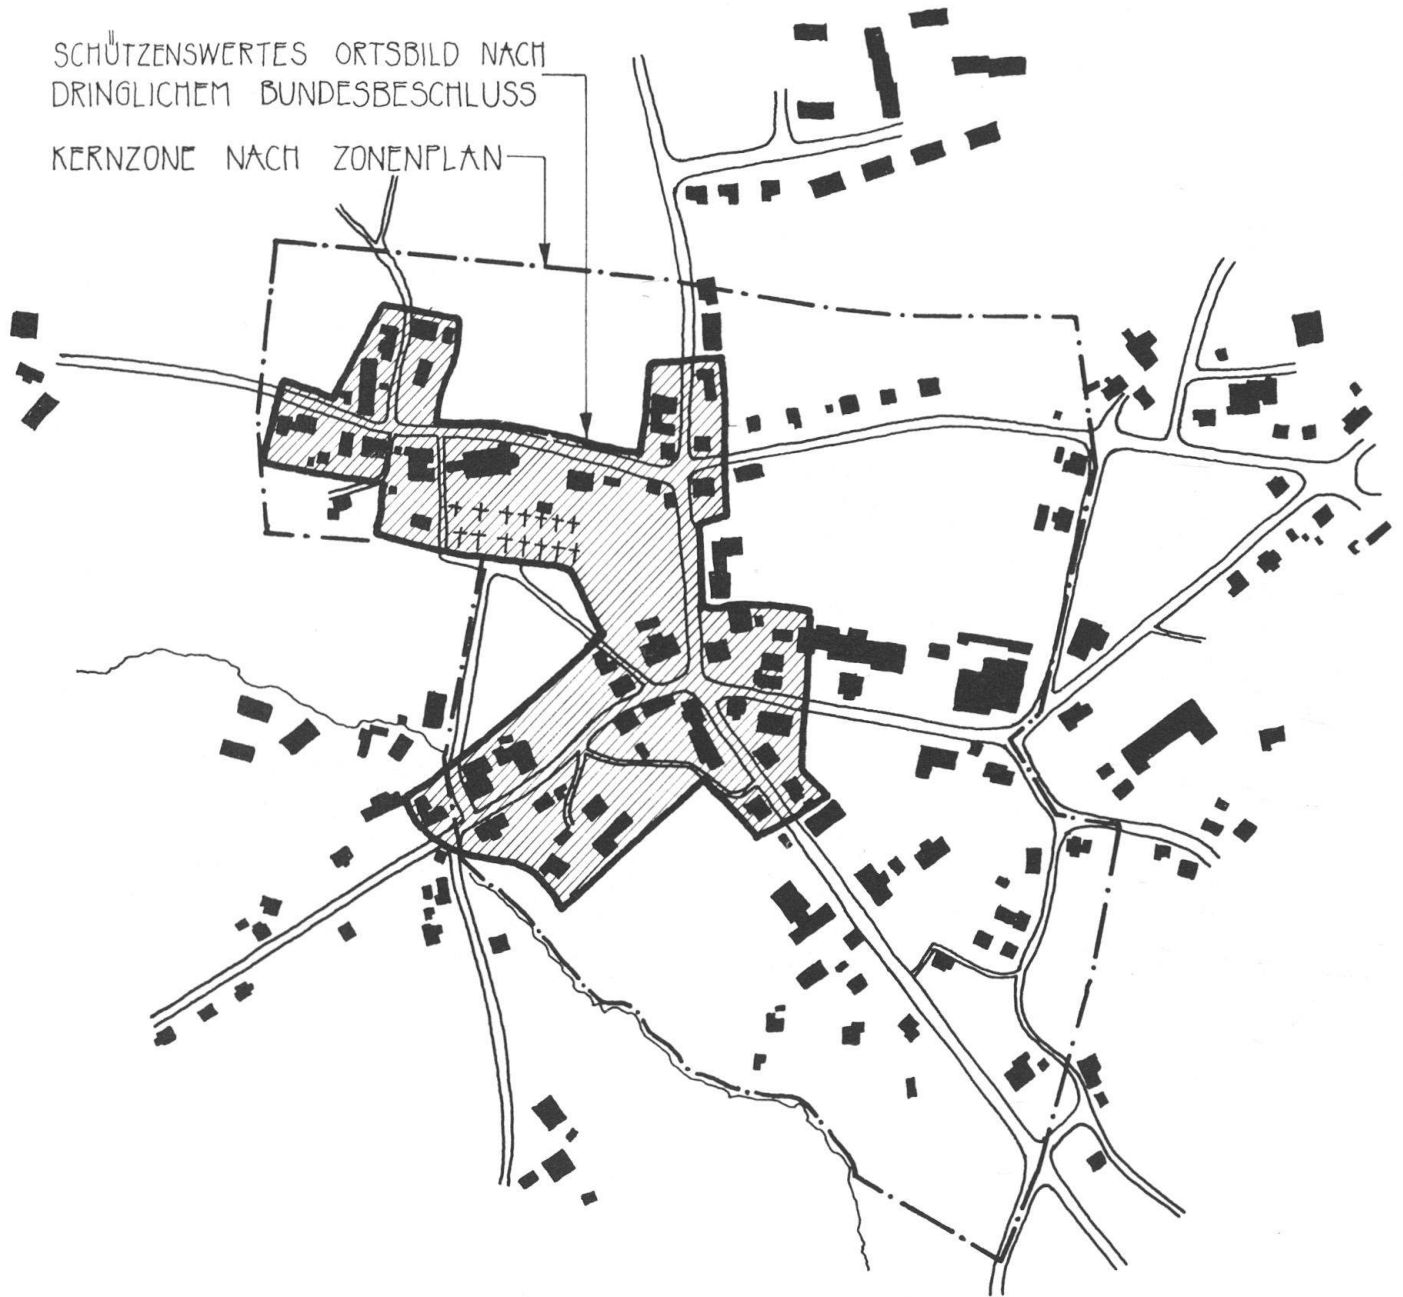 SCHÜTZENSWERTES ORTSBILD NACH
DRINGLICHEM BUNDESBESCHLUSS
KERNZONE NACH ZONENPLAN